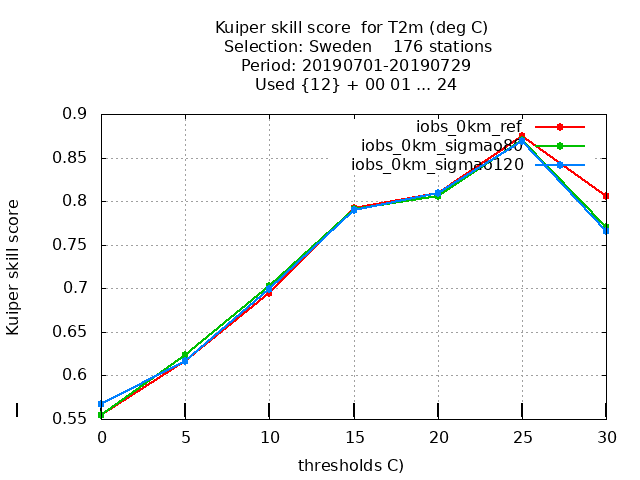 Kuiper skill score  for T2m (deg C)
Selection: Sweden    176 stations
Period: 20190701-20190729
Used {12} + 00 01 ... 24
iobs_0km_ref
iobs_0km_sigmao80
iobs_0km_sigmao120
Kuiper skill score
0.9
0.85
0.8
0.75
0.7
0.65
0.6
0.55
0 5 10 15 20 25 30
thresholds C)